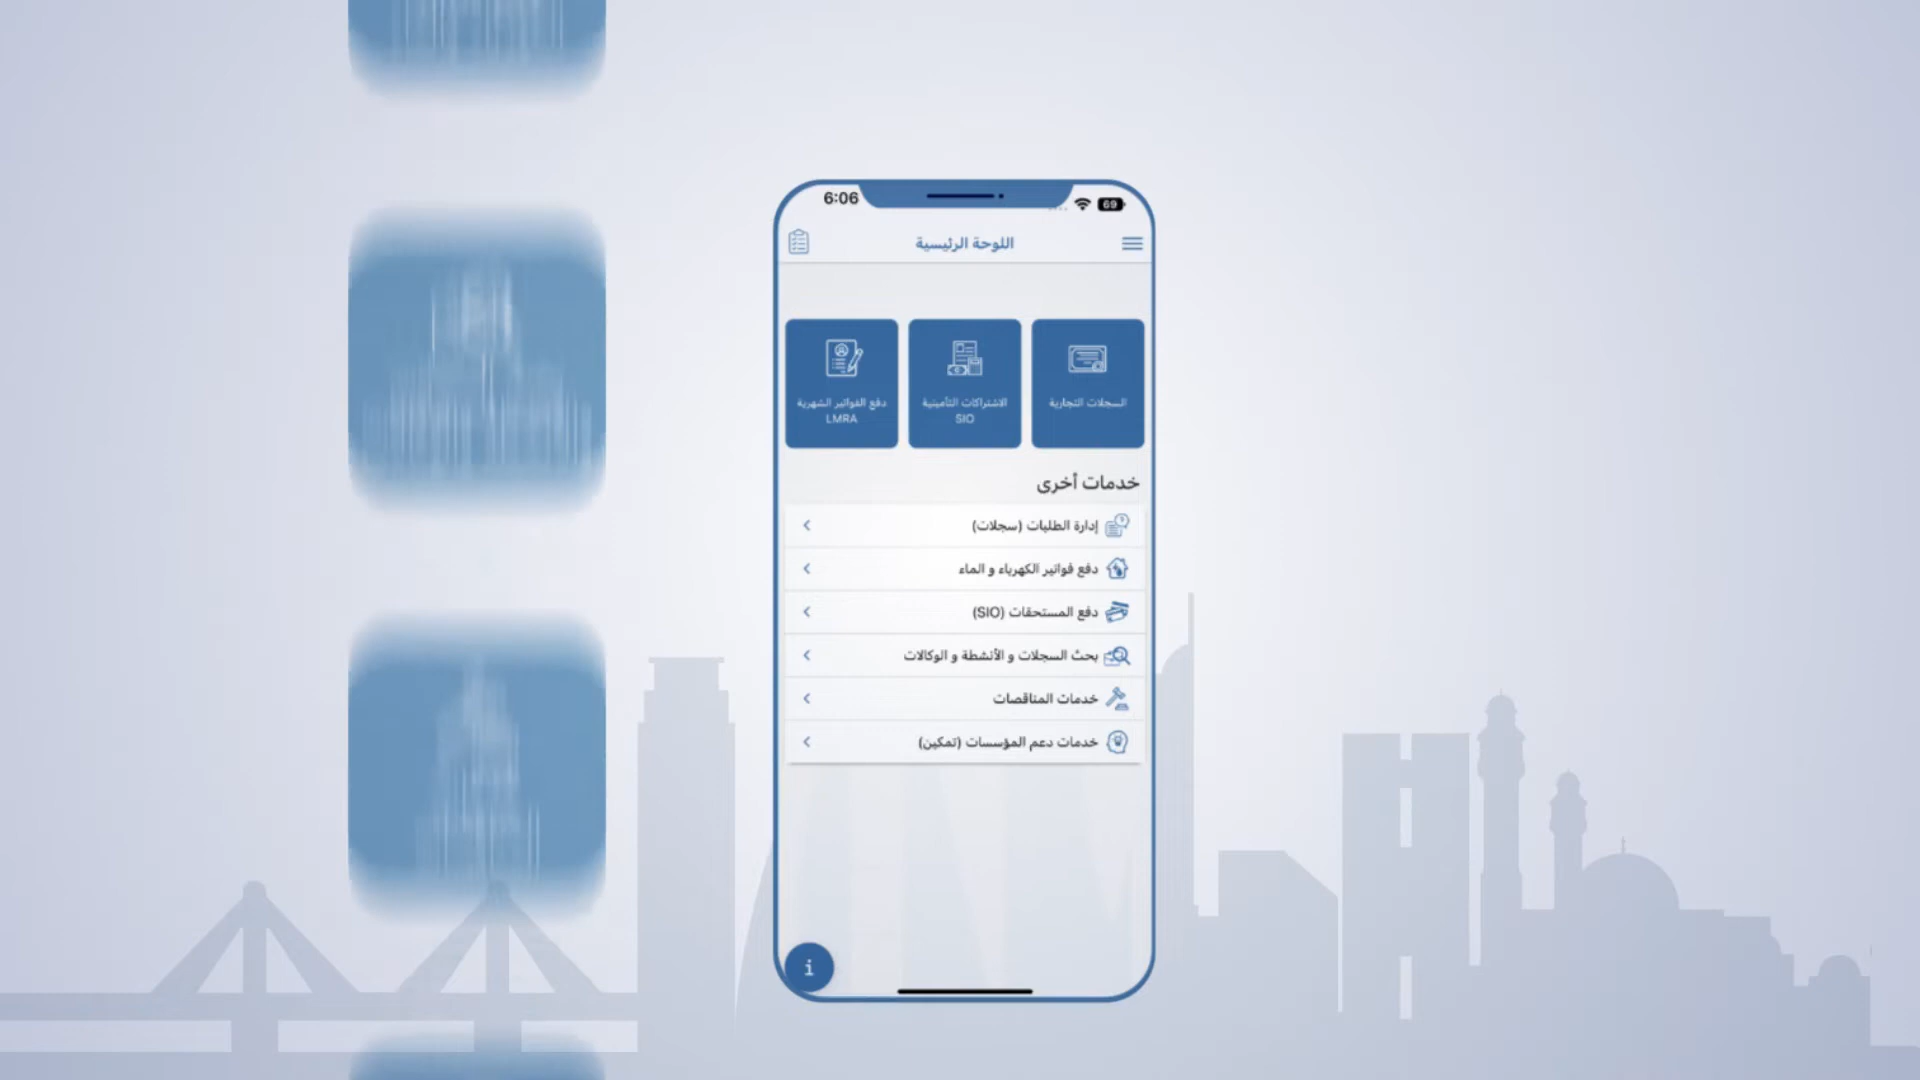 6:06
69
اللوحة الرئيسية
السجلات التجارية
الاشتراكات التأمينية
SIO
دفع الفواتير الشهرية
LMRA
خدمات أخرى
إدارة الطلبات (سجلات)
دفع فواتير الكهرباء و الماء
دفع المستحقات (SIO)
بحث السجلات و الأنشطة و الوكالات
خدمات المناقصات
خدمات دعم المؤسسات (تمكين)
i